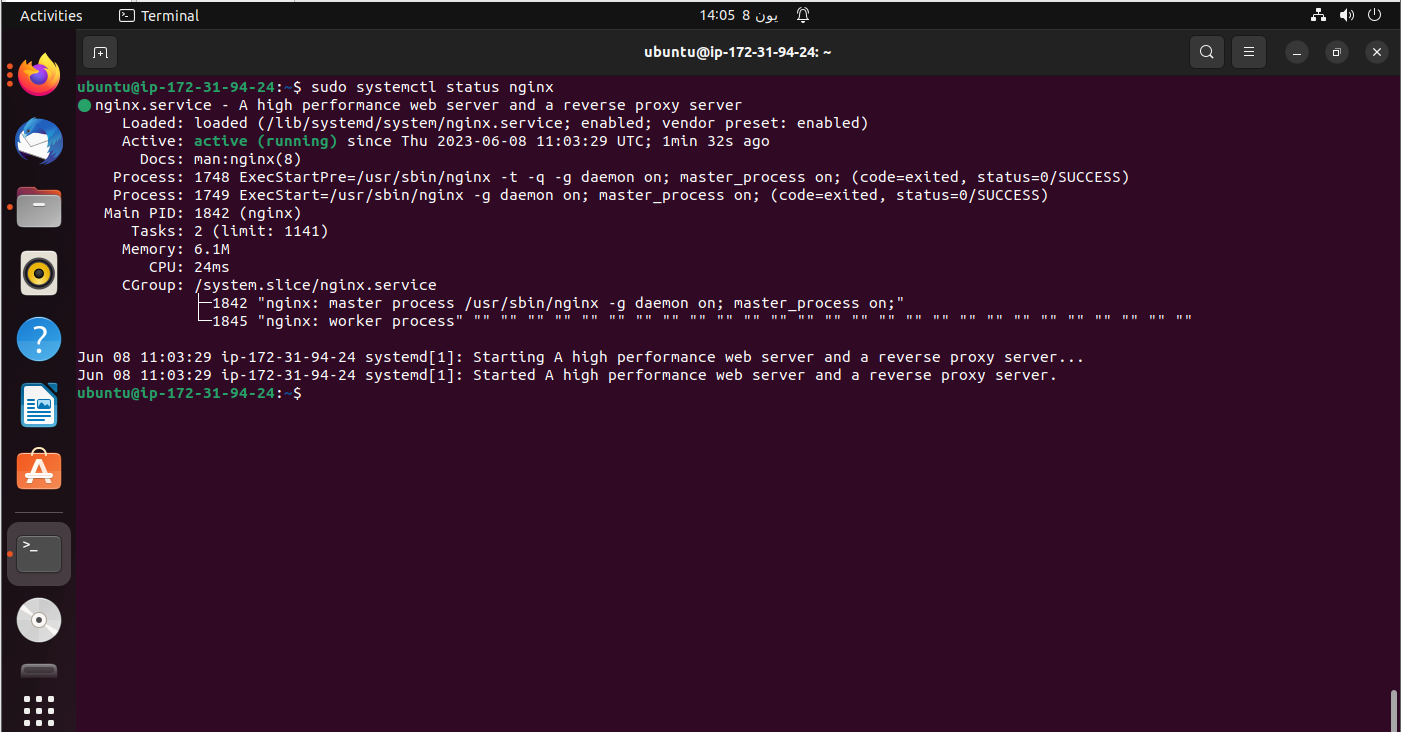 Activities
Terminal
14:05 8 يون
ubuntu@ip-172-31-94-24: ~
ubuntu@ip-172-31-94-24:~$ sudo systemctl status nginx
● nginx.service - A high performance web server and a reverse proxy server
Loaded: loaded (/lib/systemd/system/nginx.service; enabled; vendor preset: enabled)
Active: active (running) since Thu 2023-06-08 11:03:29 UTC; 1min 32s ago
Docs: man:nginx(8)
Process: 1748 ExecStartPre=/usr/sbin/nginx -t -q -g daemon on; master_process on; (code=exited, status=0/SUCCESS)
Process: 1749 ExecStart=/usr/sbin/nginx -g daemon on; master_process on; (code=exited, status=0/SUCCESS)
Main PID: 1842 (nginx)
Tasks: 2 (limit: 1141)
Memory: 6.1M
CPU: 24ms
CGroup: /system.slice/nginx.service
├─1842 "nginx: master process /usr/sbin/nginx -g daemon on; master_process on;"
└─1845 "nginx: worker process" "" "" "" "" "" "" "" "" "" "" "" "" "" "" "" "" "" "" "" "" "" "" "" "" "" "" ""
Jun 08 11:03:29 ip-172-31-94-24 systemd[1]: Starting A high performance web server and a reverse proxy server...
Jun 08 11:03:29 ip-172-31-94-24 systemd[1]: Started A high performance web server and a reverse proxy server.
ubuntu@ip-172-31-94-24:~$